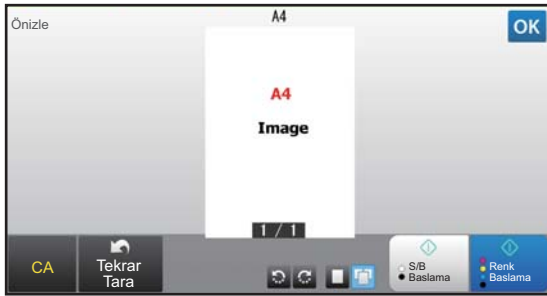 Önizle
A4
OK
A4
Image
1 / 1
CA
Tekrar
Tara
S/B
Baslama
Renk
Baslama